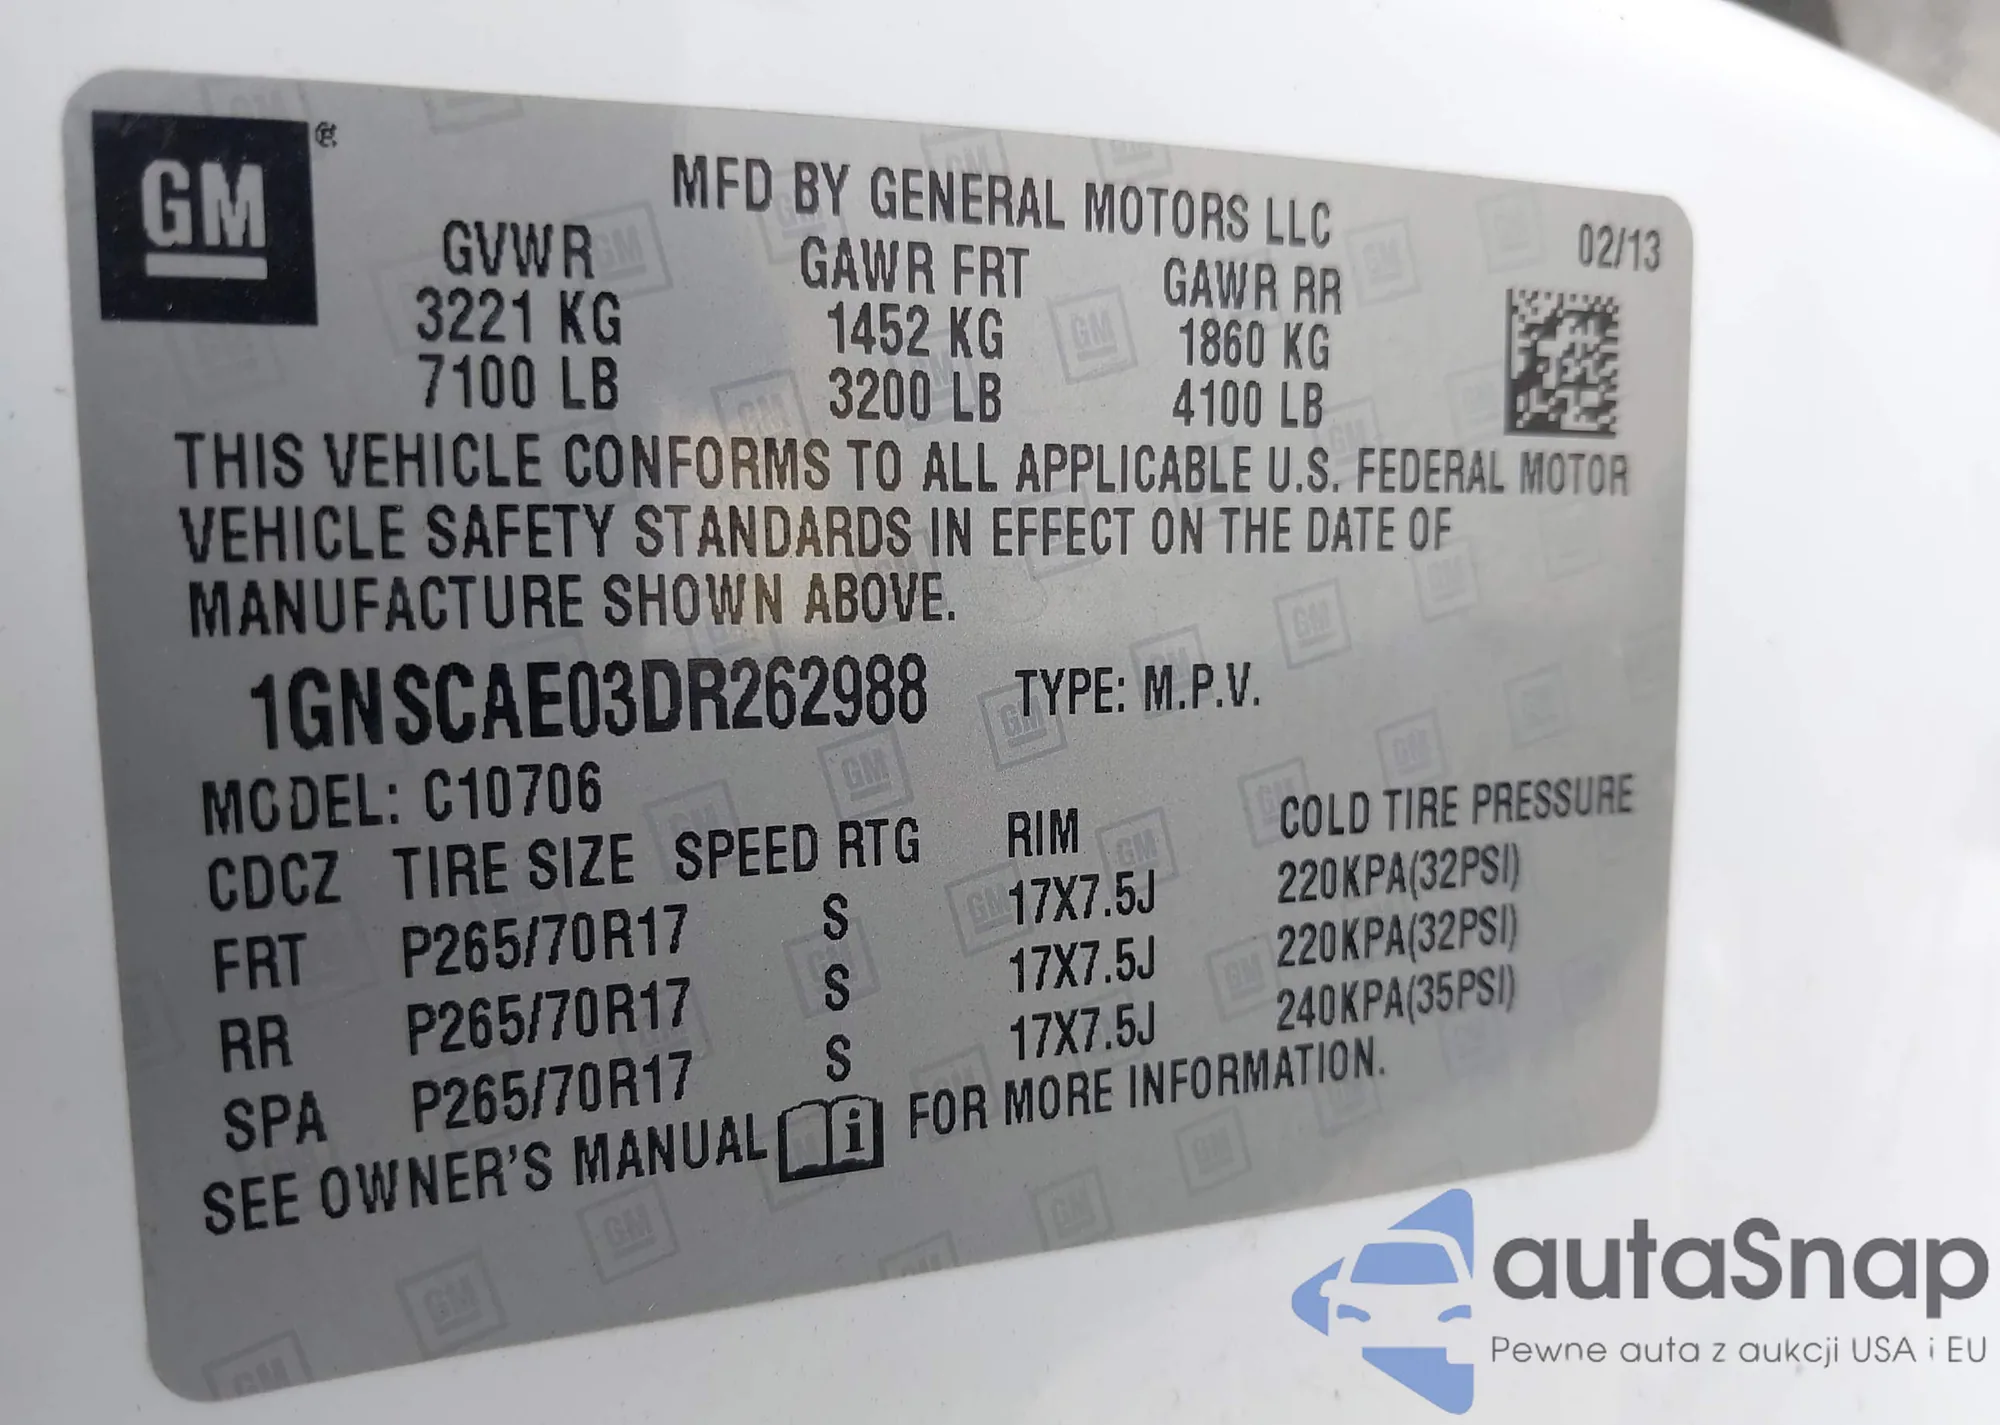 GM
MFD BY GENERAL MOTORS LLC
02/13
GVWR GAWR FRT GAWR RR
3221 KG 1452 KG 1860 KG
7100 LB 3200 LB 4100 LB
THIS VEHICLE CONFORMS TO ALL APPLICABLE U.S. FEDERAL MOTOR
VEHICLE SAFETY STANDARDS IN EFFECT ON THE DATE OF
MANUFACTURE SHOWN ABOVE.
1GNSCAE03DR262988 TYPE: M.P.V.
MODEL: C10706
CDCZ TIRE SIZE SPEED RTG RIM COLD TIRE PRESSURE
FRT P265/70R17 S 17X7.5J 220KPA(32PSI)
RR P265/70R17 S 17X7.5J 220KPA(32PSI)
SPA P265/70R17 S 17X7.5J 240KPA(35PSI)
SEE OWNER'S MANUAL i FOR MORE INFORMATION.
autaSnap
Pewne auta z aukcji USA i EU